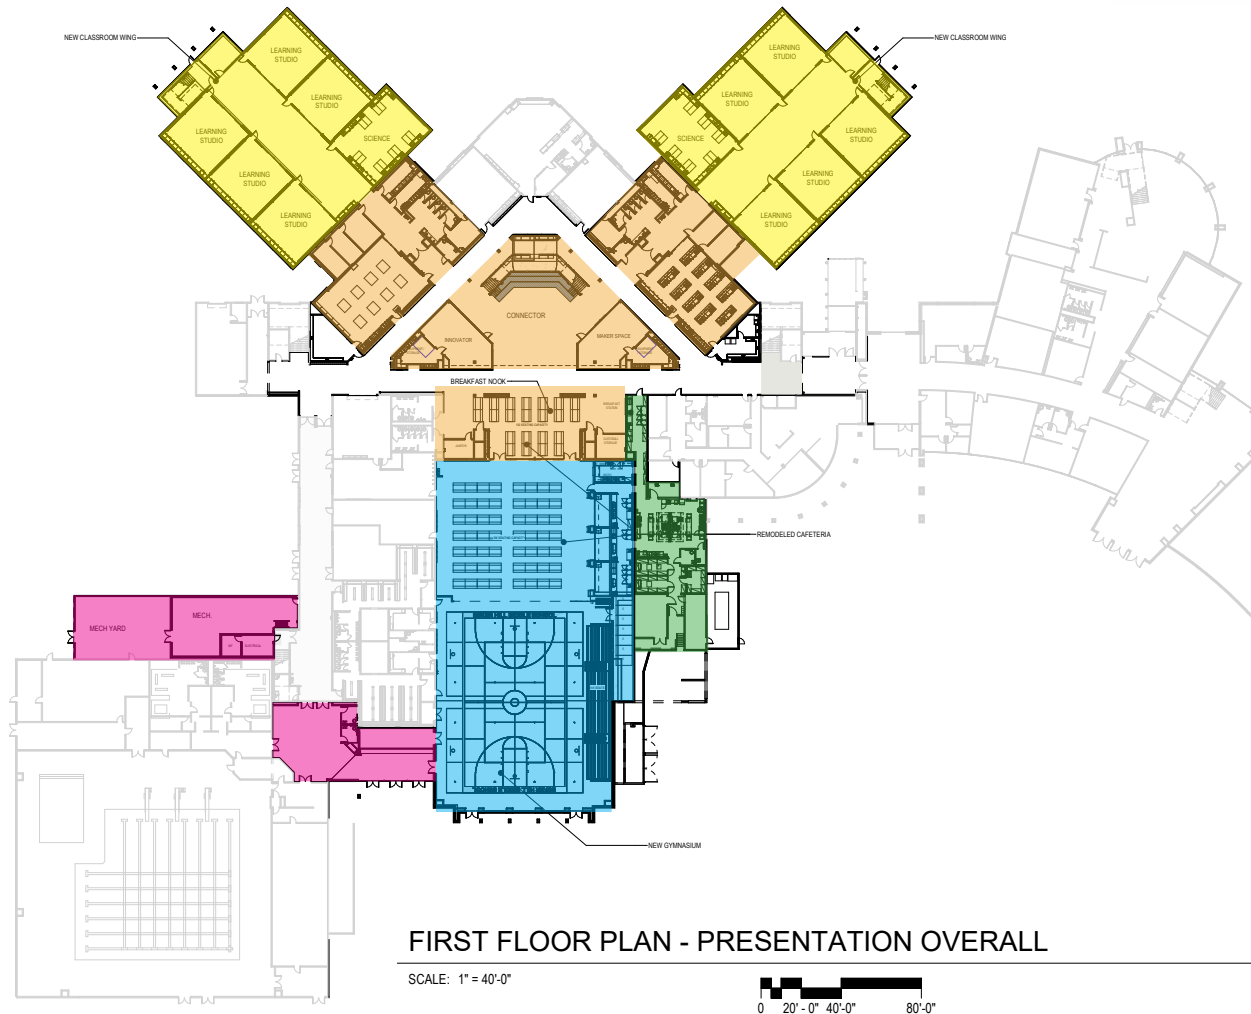 NEW CLASSROOM WING
NEW CLASSROOM WING
LEARNING
STUDIO
LEARNING
STUDIO
LEARNING
STUDIO
LEARNING
STUDIO
SCIENCE
SCIENCE
LEARNING
STUDIO
LEARNING
STUDIO
LEARNING
STUDIO
LEARNING
STUDIO
LEARNING
STUDIO
LEARNING
STUDIO
CONNECTOR
INNOVATOR
MAKER SPACE
BREAKFAST NOOK
REMODELED CAFETERIA
MECH YARD
MECH.
NEW GYMNASIUM
FIRST FLOOR PLAN - PRESENTATION OVERALL
SCALE: 1" = 40'-0"
0 20' - 0" 40'-0" 80'-0"